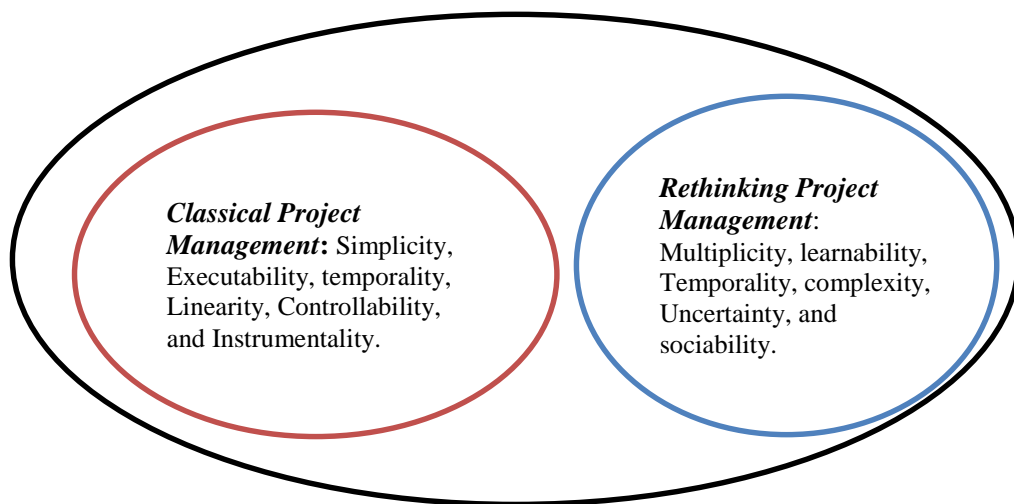 Classical Project
Management: Simplicity,
Executability, temporality,
Linearity, Controllability,
and Instrumentality.
Rethinking Project
Management:
Multiplicity, learnability,
Temporality, complexity,
Uncertainty, and
sociability.